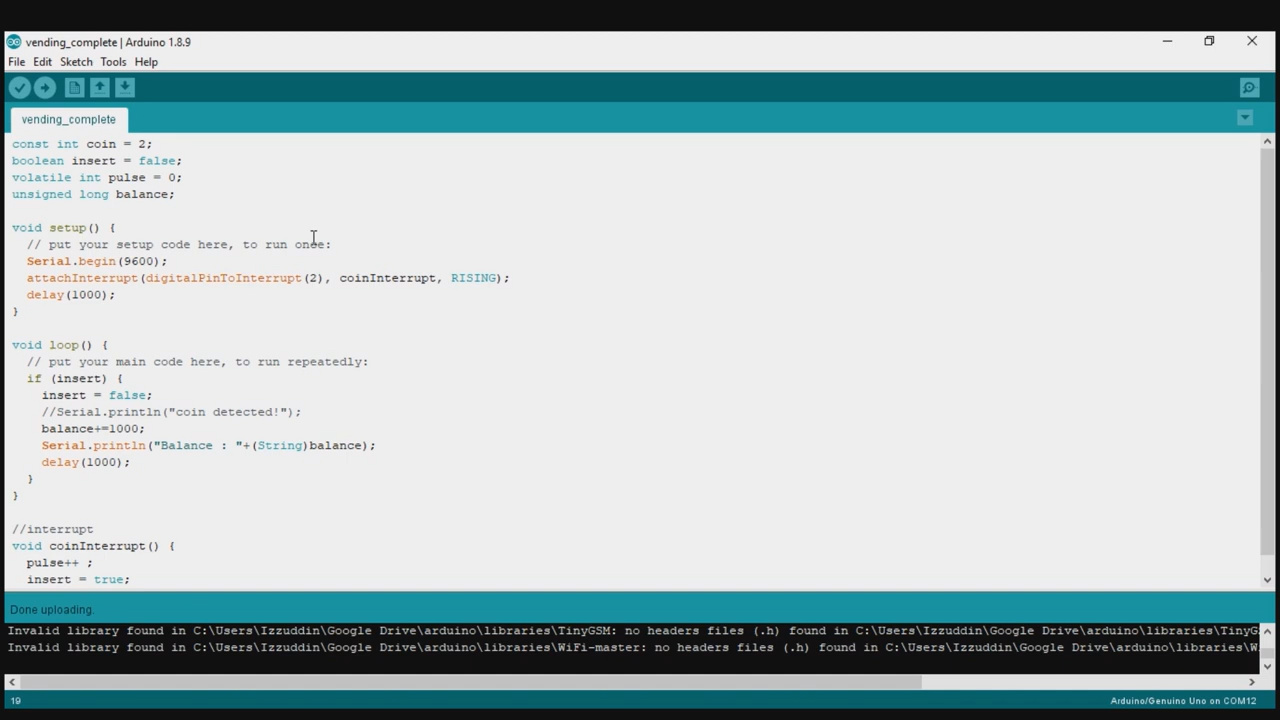 vending_complete | Arduino 1.8.9
File Edit Sketch Tools Help
vending_complete
const int coin = 2;
boolean insert = false;
volatile int pulse = 0;
unsigned long balance;
void setup() {
// put your setup code here, to run once:
Serial.begin(9600);
attachInterrupt(digitalPinToInterrupt(2), coinInterrupt, RISING);
delay(1000);
}
void loop() {
// put your main code here, to run repeatedly:
if (insert) {
insert = false;
//Serial.println("coin detected!");
balance+=1000;
Serial.println("Balance : "+(String)balance);
delay(1000);
}
}
//interrupt
void coinInterrupt() {
pulse++ ;
insert = true;
Done uploading.
Invalid library found in C:\Users\Izzuddin\Google Drive\arduino\libraries\TinyGSM: no headers files (.h) found in C:\Users\Izzuddin\Google Drive\arduino\libraries\TinyG
Invalid library found in C:\Users\Izzuddin\Google Drive\arduino\libraries\WiFi-master: no headers files (.h) found in C:\Users\Izzuddin\Google Drive\arduino\libraries\W
19
Arduino/Genuino Uno on COM12